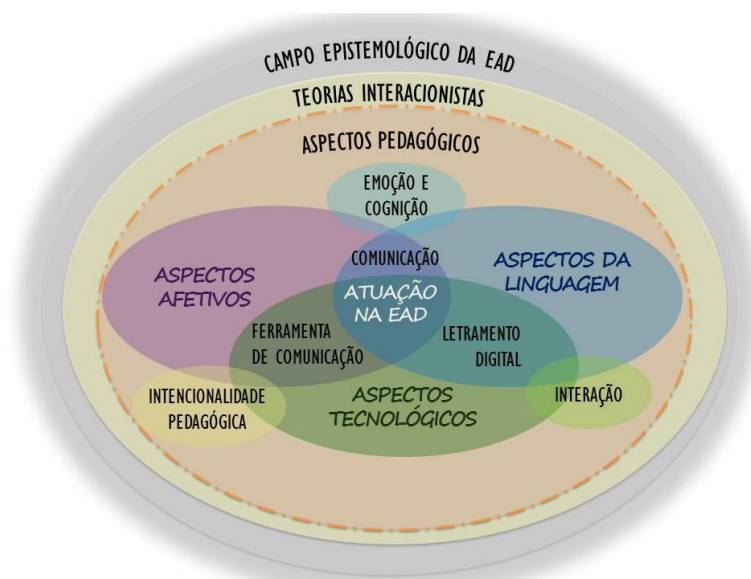 CAMPO EPISTEMOLÓGICO DA EAD
TEORIAS INTERACIONISTAS
ASPECTOS PEDAGÓGICOS
EMOÇÃO E
COGNIÇÃO
COMUNICAÇÃO
ASPECTOS
AFETIVOS
ASPECTOS DA
LINGUAGEM
ATUAÇÃO
NA EAD
FERRAMENTA
DE COMUNICAÇÃO
LETRAMENTO
DIGITAL
INTENCIONALIDADE
PEDAGÓGICA
ASPECTOS
TECNOLÓGICOS
INTERAÇÃO